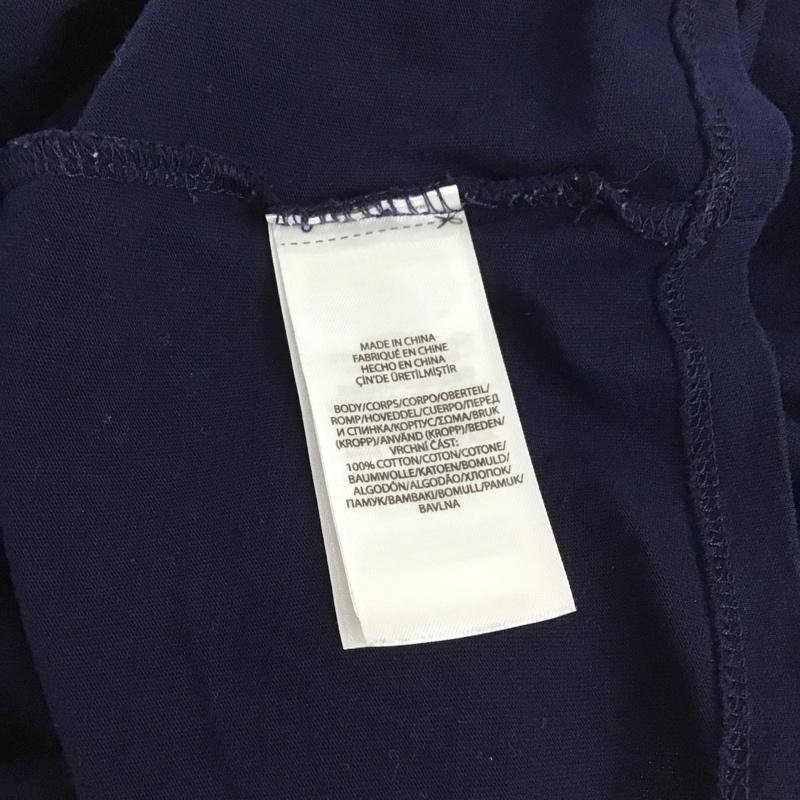 MADE IN CHINA
FABRIQUÉ EN CHINE
HECHO EN CHINA
ÇİN'DE ÜRETİLMİŞTİR
BODY/CORPS/CORPO/OBERTEIL/
ROMP/HOVEDDEL/CUERPO/ПЕРЕД
И СПИНКА/КОРПУС/ΣΩΜΑ/BRUK
(KROPP)/ANVÄND (KROPP)/BEDEN/
VRCHNÍ ČÁST:
100% COTTON/COTON/COTONE/
BAUMWOLLE/KATOEN/BOMULD/
ALGODÓN/ALGODÃO/ХЛОПОК/
ПАМУК/BAMBAKI/BOMULL/PAMUK/
BAVLNA